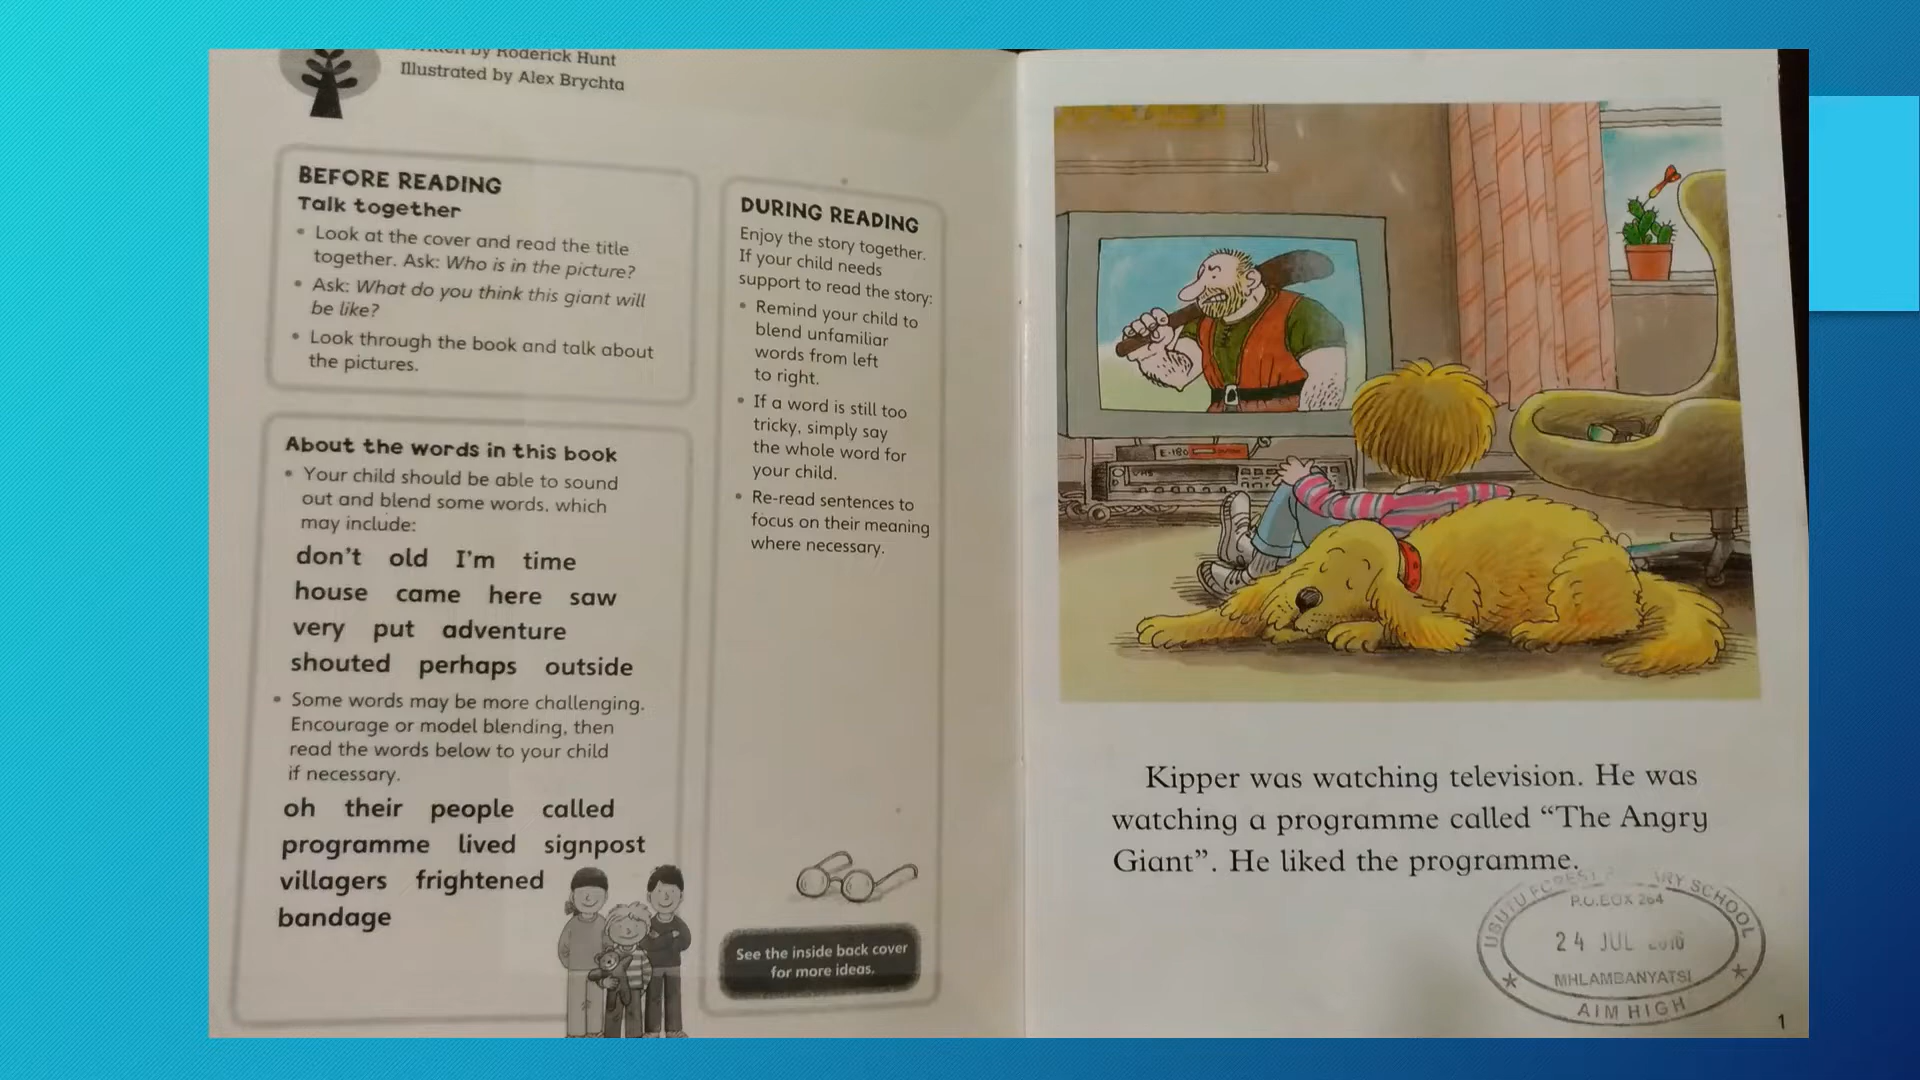 by Roderick Hunt
Illustrated by Alex Brychta
BEFORE READING
Talk together
• Look at the cover and read the title
together. Ask: Who is in the picture?
• Ask: What do you think this giant will
be like?
• Look through the book and talk about
the pictures.
About the words in this book
• Your child should be able to sound
out and blend some words, which
may include:
don't old I'm time
house came here saw
very put adventure
shouted perhaps outside
• Some words may be more challenging.
Encourage or model blending, then
read the words below to your child
if necessary.
oh their people called
programme lived signpost
villagers frightened
bandage
DURING READING
Enjoy the story together.
If your child needs
support to read the story:
• Remind your child to
blend unfamiliar
words from left
to right.
• If a word is still too
tricky, simply say
the whole word for
your child.
• Re-read sentences to
focus on their meaning
where necessary.
See the inside back cover
for more ideas.
E-180
VHS
Kipper was watching television. He was
watching a programme called “The Angry
Giant”. He liked the programme.
USUTU FOREST SCHOOL
P.O.BOX 264
24 JUL
MHLAMBANYATSI
AIM HIGH
1